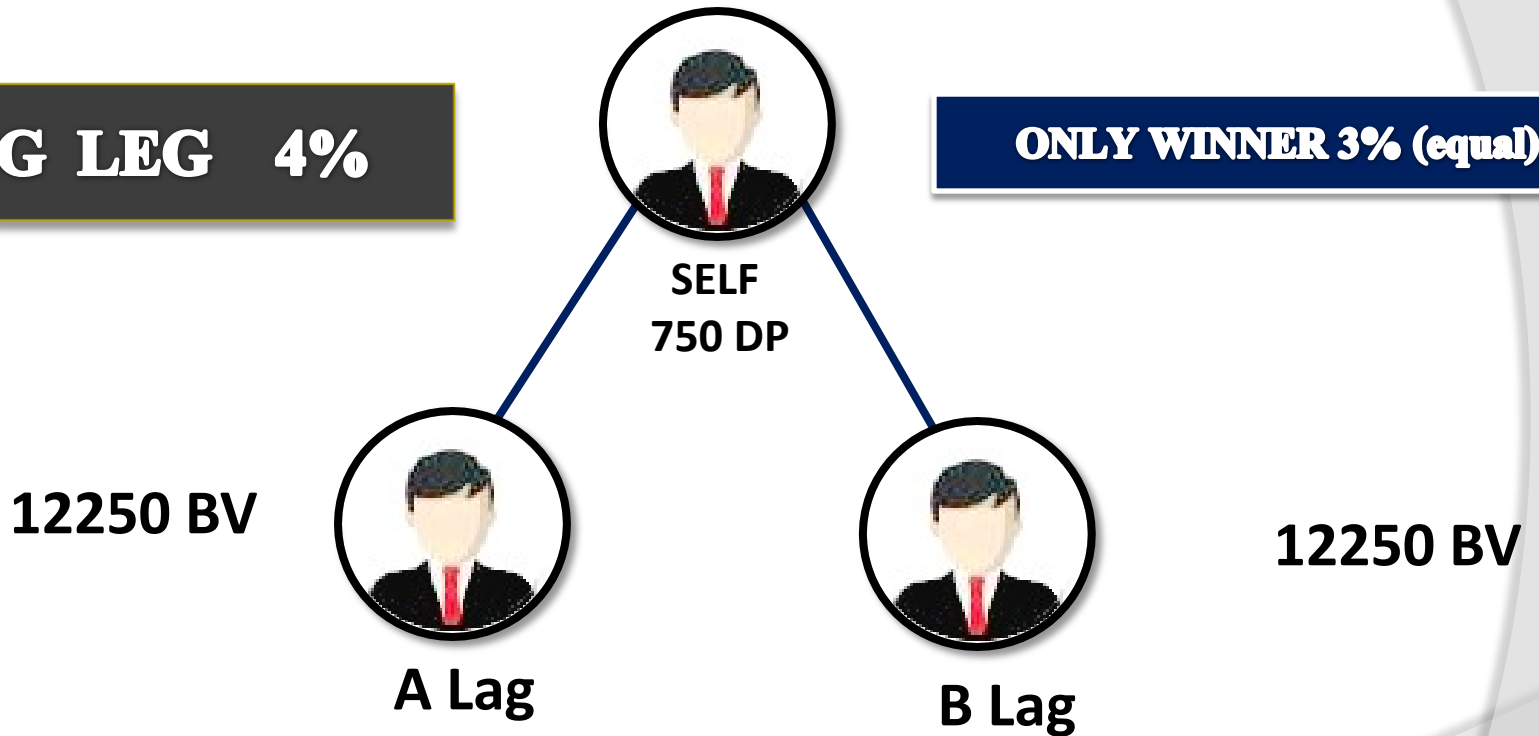 G LEG 4%
ONLY WINNER 3% (equal)
SELF
750 DP
12250 BV
12250 BV
A Lag
B Lag